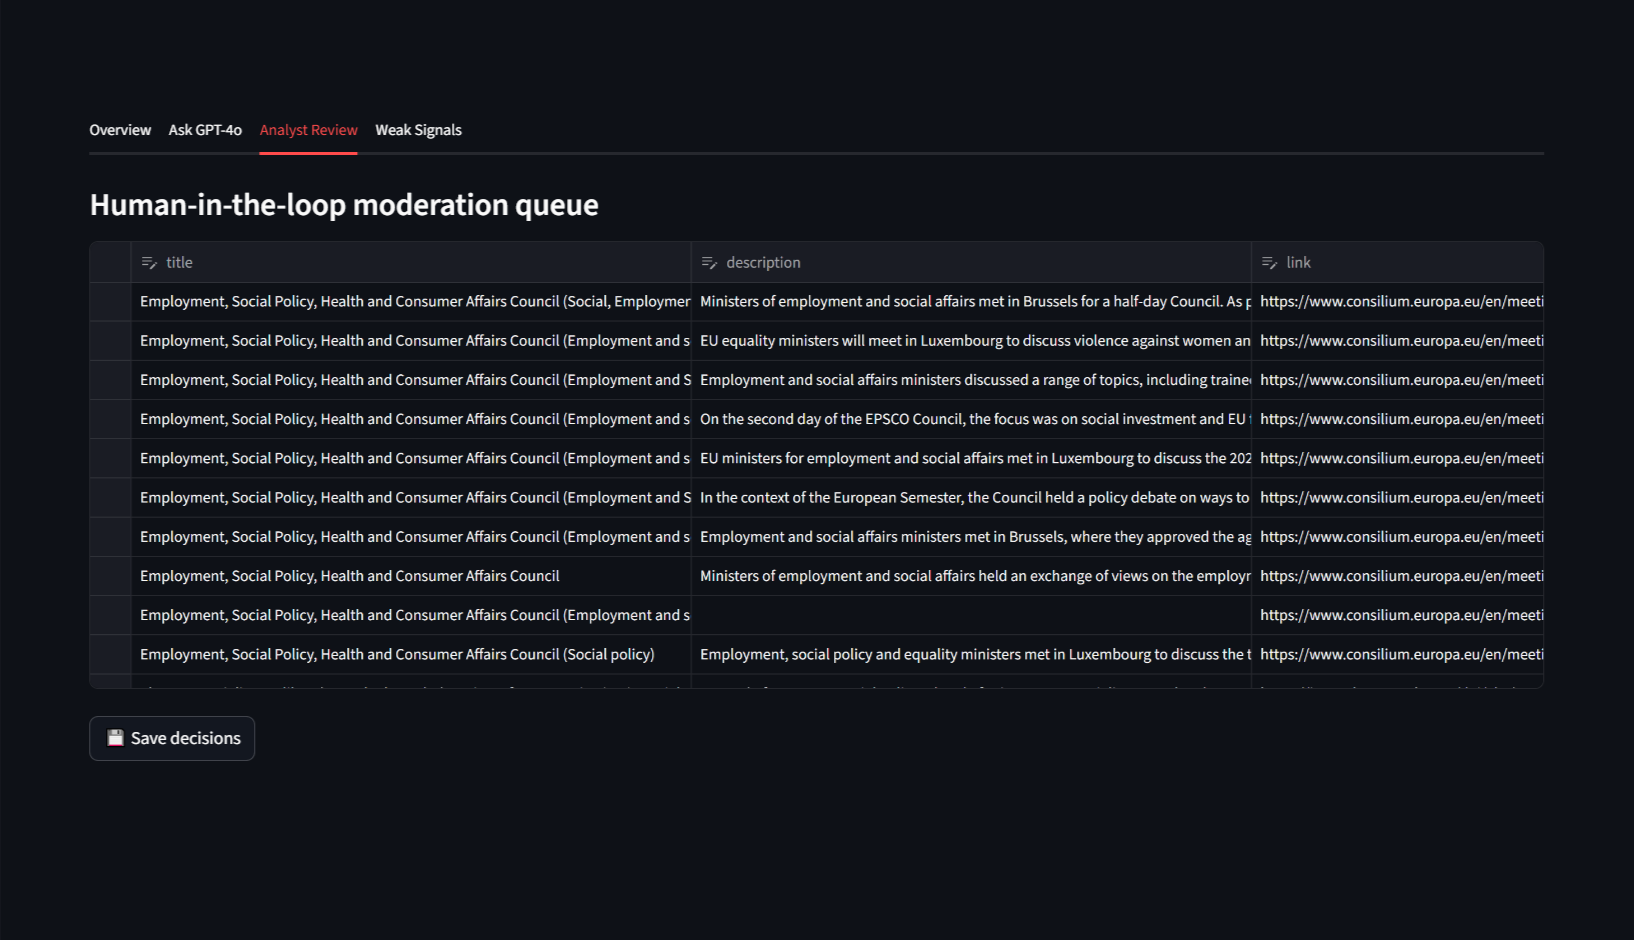 Overview Ask GPT-4o Analyst Review Weak Signals
Human-in-the-loop moderation queue
title description link
Employment, Social Policy, Health and Consumer Affairs Council (Social, Employmer Ministers of employment and social affairs met in Brussels for a half-day Council. As p https://www.consilium.europa.eu/en/meeti
Employment, Social Policy, Health and Consumer Affairs Council (Employment and s EU equality ministers will meet in Luxembourg to discuss violence against women an https://www.consilium.europa.eu/en/meeti
Employment, Social Policy, Health and Consumer Affairs Council (Employment and S Employment and social affairs ministers discussed a range of topics, including trainee https://www.consilium.europa.eu/en/meeti
Employment, Social Policy, Health and Consumer Affairs Council (Employment and s On the second day of the EPSCO Council, the focus was on social investment and EU https://www.consilium.europa.eu/en/meeti
Employment, Social Policy, Health and Consumer Affairs Council (Employment and s EU ministers for employment and social affairs met in Luxembourg to discuss the 202 https://www.consilium.europa.eu/en/meeti
Employment, Social Policy, Health and Consumer Affairs Council (Employment and S In the context of the European Semester, the Council held a policy debate on ways to https://www.consilium.europa.eu/en/meeti
Employment, Social Policy, Health and Consumer Affairs Council (Employment and s Employment and social affairs ministers met in Brussels, where they approved the ag https://www.consilium.europa.eu/en/meeti
Employment, Social Policy, Health and Consumer Affairs Council Ministers of employment and social affairs held an exchange of views on the employr https://www.consilium.europa.eu/en/meeti
Employment, Social Policy, Health and Consumer Affairs Council (Employment and s https://www.consilium.europa.eu/en/meeti
Employment, Social Policy, Health and Consumer Affairs Council (Social policy) Employment, social policy and equality ministers met in Luxembourg to discuss the t https://www.consilium.europa.eu/en/meeti
Save decisions